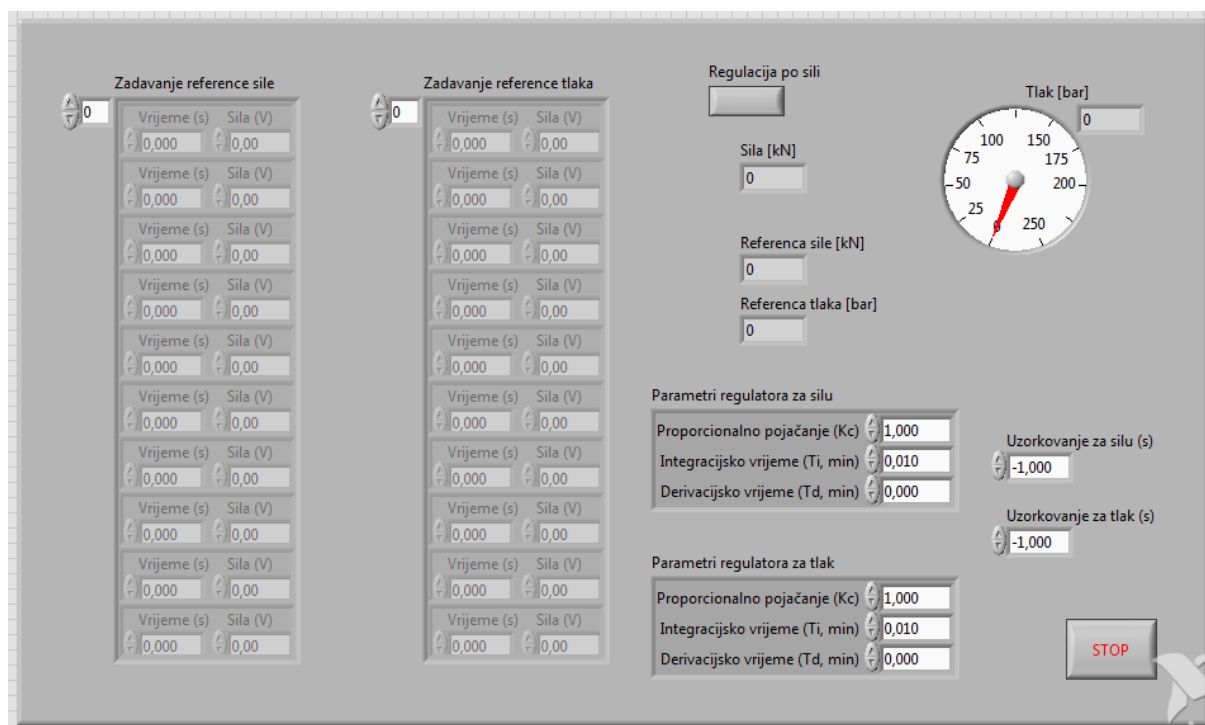 Zadavanje reference sile
0
Vrijeme (s) Sila (V)
0,000 0,00
Vrijeme (s) Sila (V)
0,000 0,00
Vrijeme (s) Sila (V)
0,000 0,00
Vrijeme (s) Sila (V)
0,000 0,00
Vrijeme (s) Sila (V)
0,000 0,00
Vrijeme (s) Sila (V)
0,000 0,00
Vrijeme (s) Sila (V)
0,000 0,00
Vrijeme (s) Sila (V)
0,000 0,00
Vrijeme (s) Sila (V)
0,000 0,00
Vrijeme (s) Sila (V)
0,000 0,00
Zadavanje reference tlaka
0
Vrijeme (s) Sila (V)
0,000 0,00
Vrijeme (s) Sila (V)
0,000 0,00
Vrijeme (s) Sila (V)
0,000 0,00
Vrijeme (s) Sila (V)
0,000 0,00
Vrijeme (s) Sila (V)
0,000 0,00
Vrijeme (s) Sila (V)
0,000 0,00
Vrijeme (s) Sila (V)
0,000 0,00
Vrijeme (s) Sila (V)
0,000 0,00
Vrijeme (s) Sila (V)
0,000 0,00
Vrijeme (s) Sila (V)
0,000 0,00
Regulacija po sili
Sila [kN]
0
Referenca sile [kN]
0
Referenca tlaka [bar]
0
Tlak [bar]
0
100 150
75 175
50 200
25 250
0
Parametri regulatora za silu
Proporcionalno pojačanje (Kc) 1,000
Integracijsko vrijeme (Ti, min) 0,010
Derivacijsko vrijeme (Td, min) 0,000
Uzorkovanje za silu (s)
-1,000
Uzorkovanje za tlak (s)
-1,000
Parametri regulatora za tlak
Proporcionalno pojačanje (Kc) 1,000
Integracijsko vrijeme (Ti, min) 0,010
Derivacijsko vrijeme (Td, min) 0,000
STOP